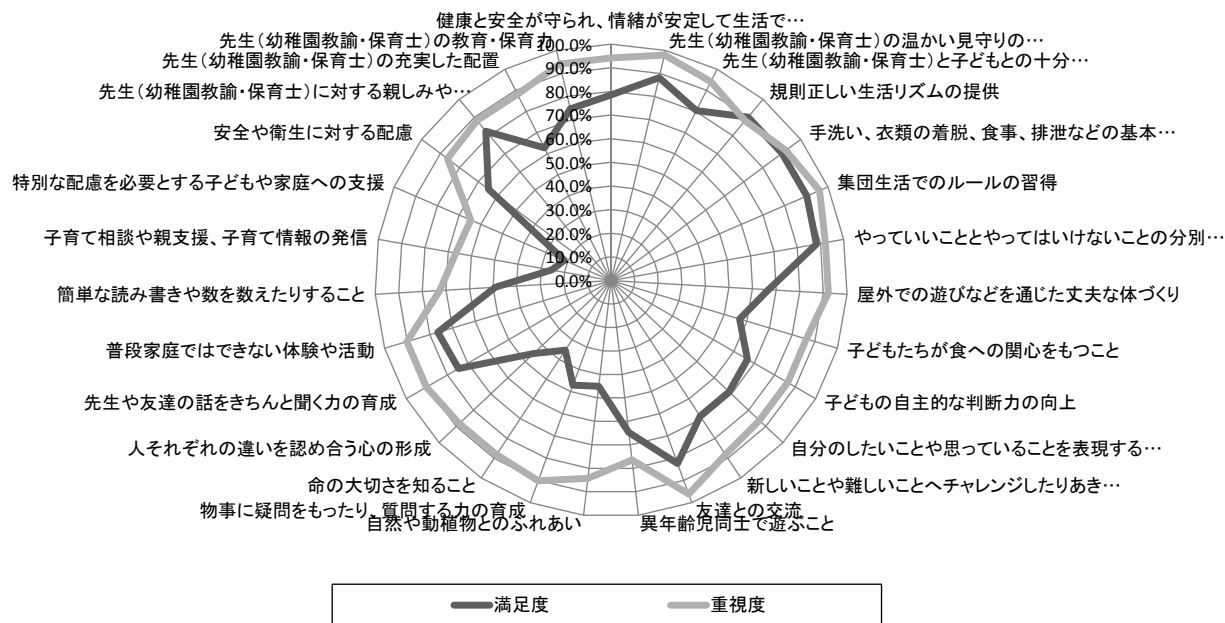 健康と安全が守られ、情緒が安定して生活で…
先生（幼稚園教諭・保育士）の温かい見守りの…
先生（幼稚園教諭・保育士）と子どもとの十分…
規則正しい生活リズムの提供
手洗い、衣類の着脱、食事、排泄などの基本…
集団生活でのルールの習得
やっていいこととやってはいけないことの分別…
屋外での遊びなどを通じた丈夫な体づくり
子どもたちが食への関心をもつこと
子どもの自主的な判断力の向上
自分のしたいことや思っていることを表現する…
新しいことや難しいことへチャレンジしたりあき…
友達との交流
異年齢児同士で遊ぶこと
自然や動植物とのふれあい
物事に疑問をもったり、質問する力の育成
命の大切さを知ること
人それぞれの違いを認め合う心の形成
先生や友達の話をきちんと聞く力の育成
普段家庭ではできない体験や活動
簡単な読み書きや数を数えたりすること
子育て相談や親支援、子育て情報の発信
特別な配慮を必要とする子どもや家庭への支援
安全や衛生に対する配慮
先生（幼稚園教諭・保育士）に対する親しみや…
先生（幼稚園教諭・保育士）の充実した配置
先生（幼稚園教諭・保育士）の教育・保育力
100.0%
90.0%
80.0%
70.0%
60.0%
50.0%
40.0%
30.0%
20.0%
10.0%
0.0%
満足度
重視度